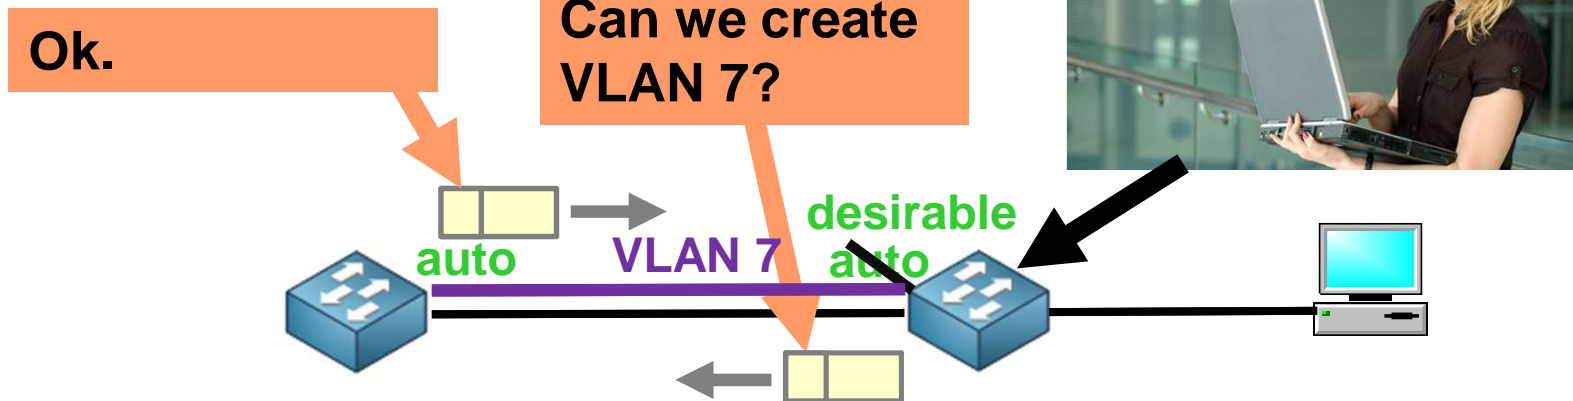 Ok.
Can we create
VLAN 7?
desirable
auto
VLAN 7
auto